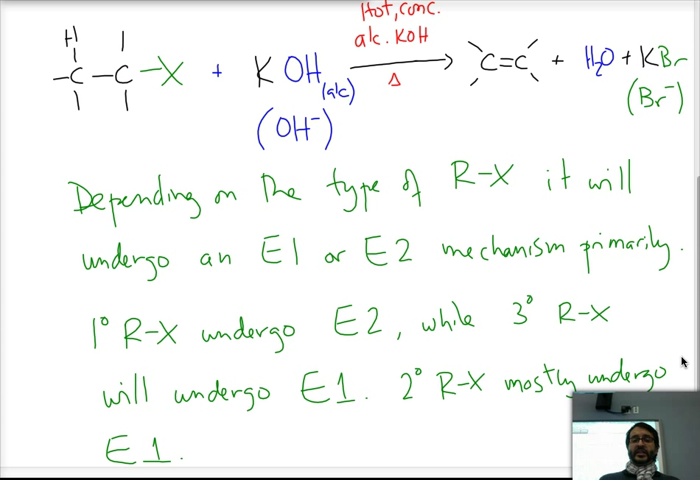 Hot, conc.
alc. KOH
H
-C-C-X + KOH(alc) → Δ C=C + H₂O + KBr
(OH⁻) (Br⁻)
Depending on the type of R-X it will
undergo an E1 or E2 mechanism primarily.
1° R-X undergo E2, while 3° R-X
will undergo E1. 2° R-X mostly undergo
E1.